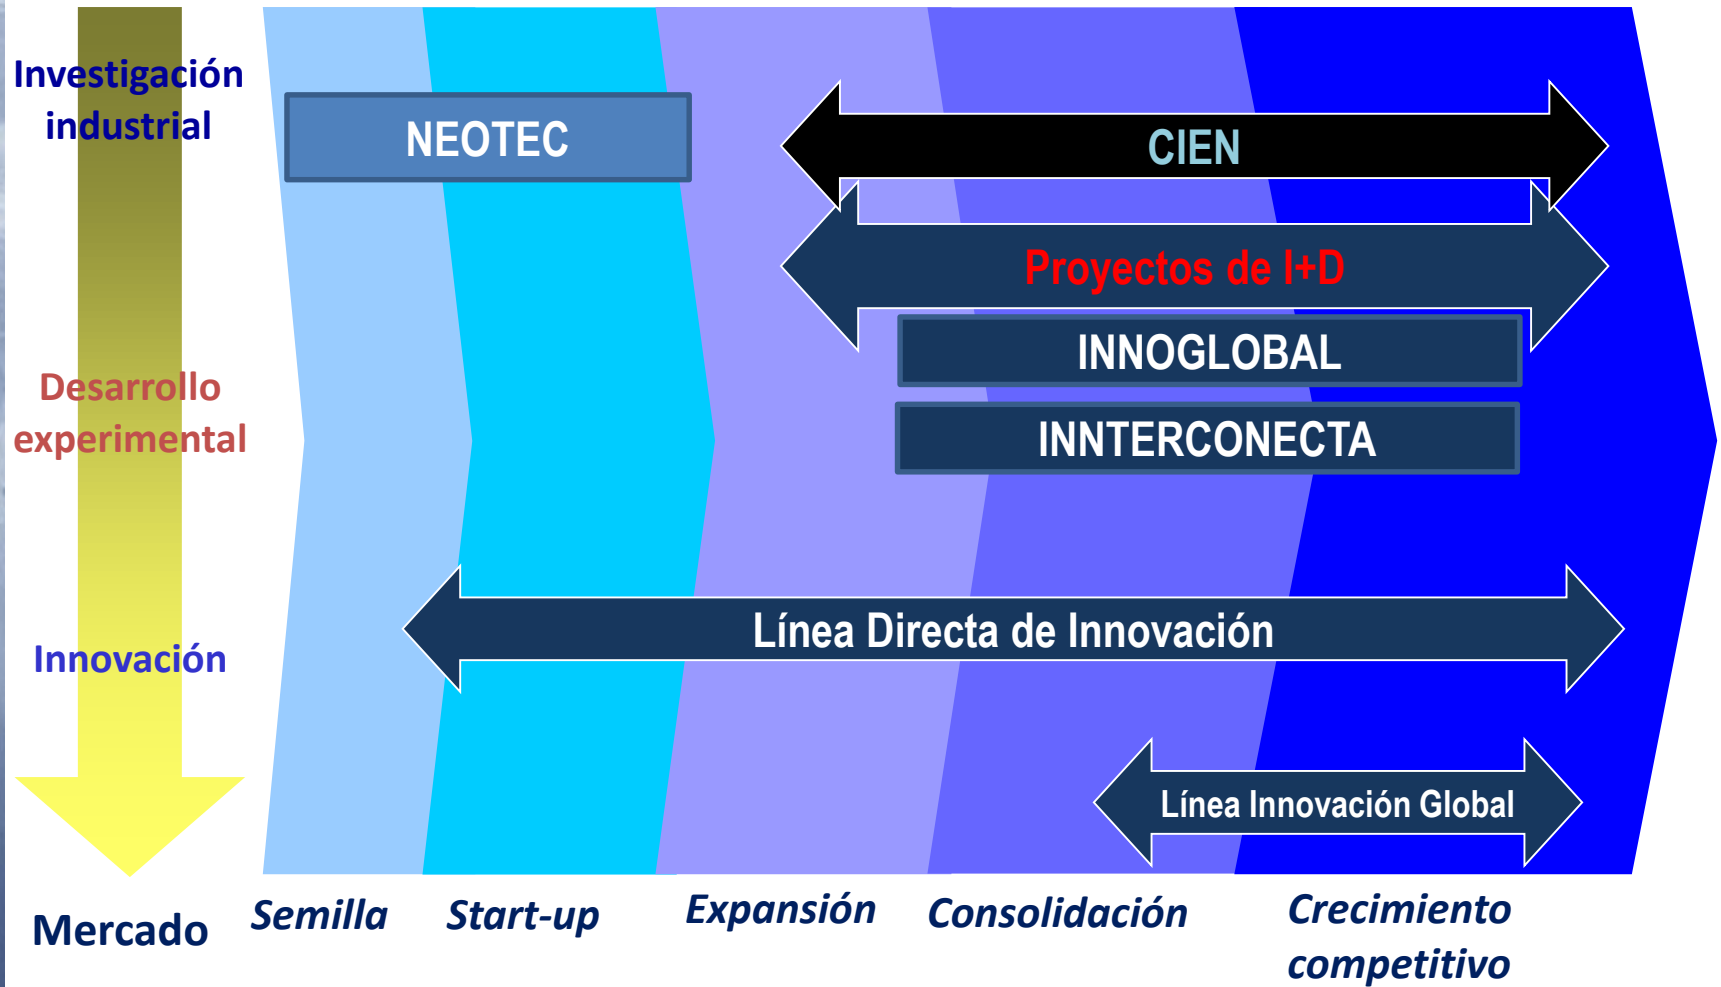 Investigación
industrial
NEOTEC
CIEN
Proyectos de I+D
INNOGLOBAL
Desarrollo
experimental
INNTERCONECTA
Línea Directa de Innovación
Innovación
Línea Innovación Global
Mercado
Semilla
Start-up
Expansión
Consolidación
Crecimiento
competitivo